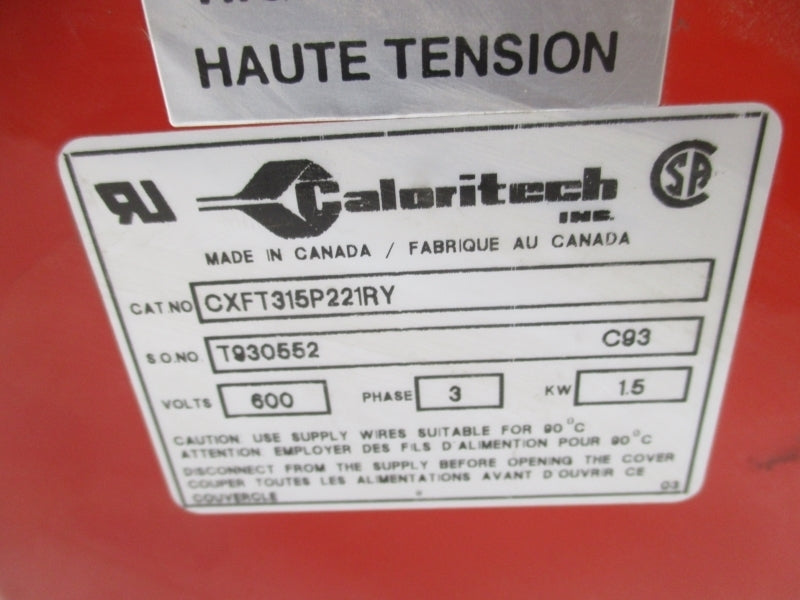 HAUTE TENSION
RU Caloritech SA
INC.
MADE IN CANADA / FABRIQUE AU CANADA
CAT.NO CXFT315P221RY
S.O.NO. T930552 C93
VOLTS 600 PHASE 3 KW 1.5
CAUTION USE SUPPLY WIRES SUITABLE FOR 90°C
ATTENTION EMPLOYER DES FILS D'ALIMENTION POUR 90°C
DISCONNECT FROM THE SUPPLY BEFORE OPENING THE COVER
COUPER TOUTES LES ALIMENTATIONS AVANT D'OUVRIR CE
COUVERCLE 03